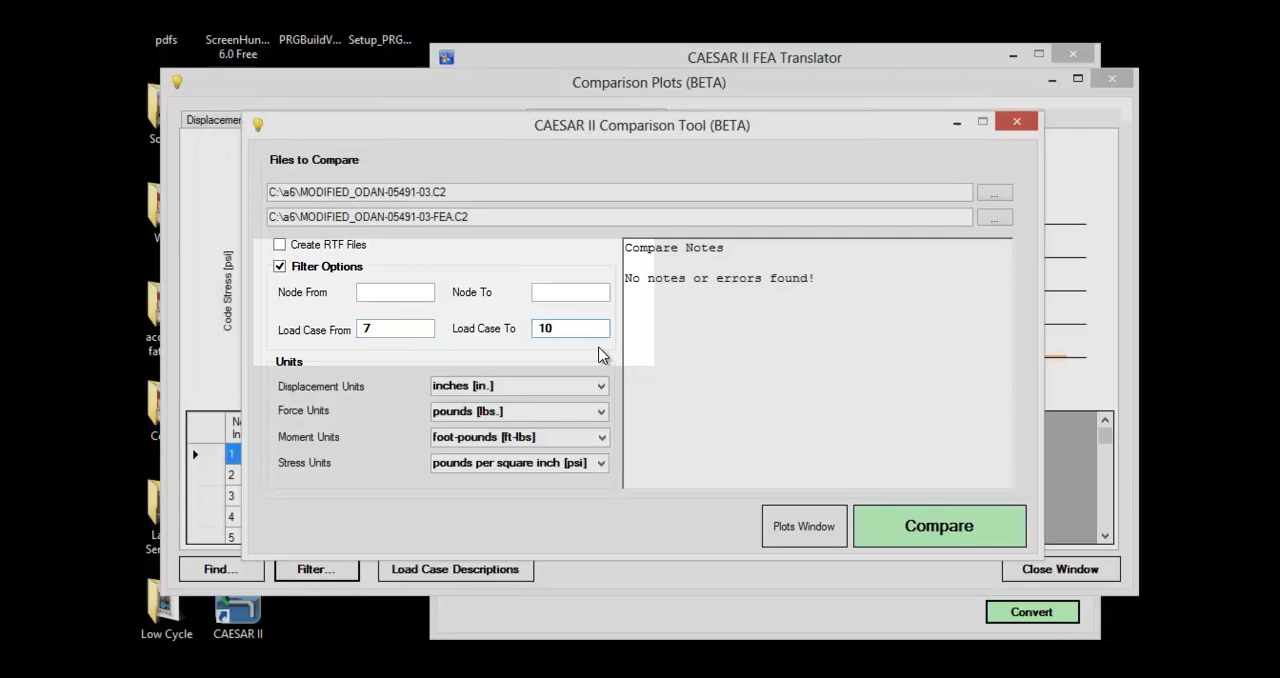 pdfs
ScreenHun...
6.0 Free
PRGBuildV...
Setup_PRG...
CAESAR II FEA Translator
Comparison Plots (BETA)
Displacemen
CAESAR II Comparison Tool (BETA)
Files to Compare
C:\a6\MODIFIED_ODAN-05491-03.C2
...
C:\a6\MODIFIED_ODAN-05491-03-FEA.C2
...
Create RTF Files
Filter Options
Node From
Node To
Load Case From 7
Load Case To 10
Compare Notes
No notes or errors found!
Code Stress [psi]
Units
Displacement Units inches [in.]
Force Units pounds [lbs.]
Moment Units foot-pounds [ft-lbs]
Stress Units pounds per square inch [psi]
1
2
3
4
5
Plots Window
Compare
Find...
Filter...
Load Case Descriptions
Close Window
Convert
Low Cycle
CAESAR II